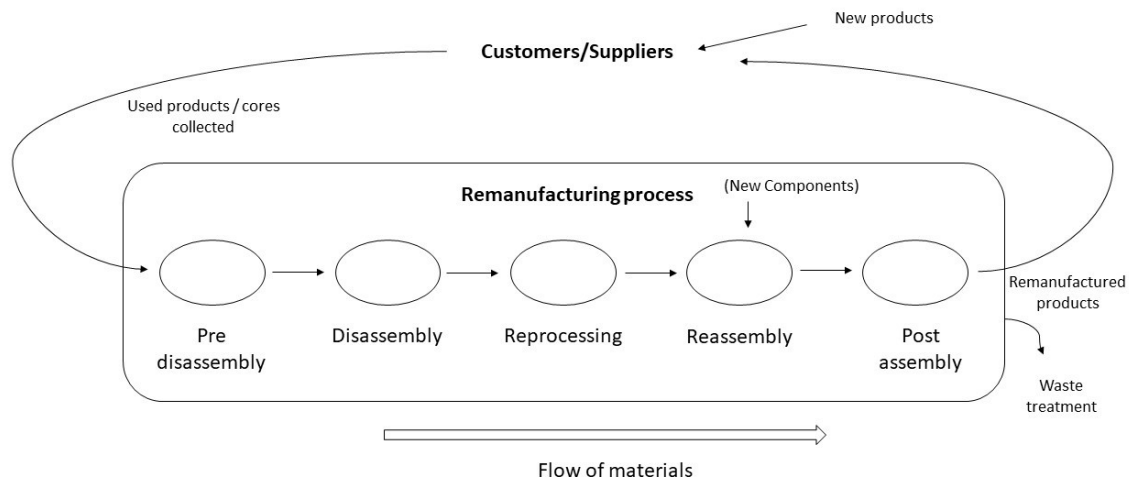 New products
Customers/Suppliers
Used products / cores
collected
Remanufacturing process
(New Components)
Pre
disassembly
Disassembly
Reprocessing
Reassembly
Post
assembly
Remanufactured
products
Waste
treatment
Flow of materials